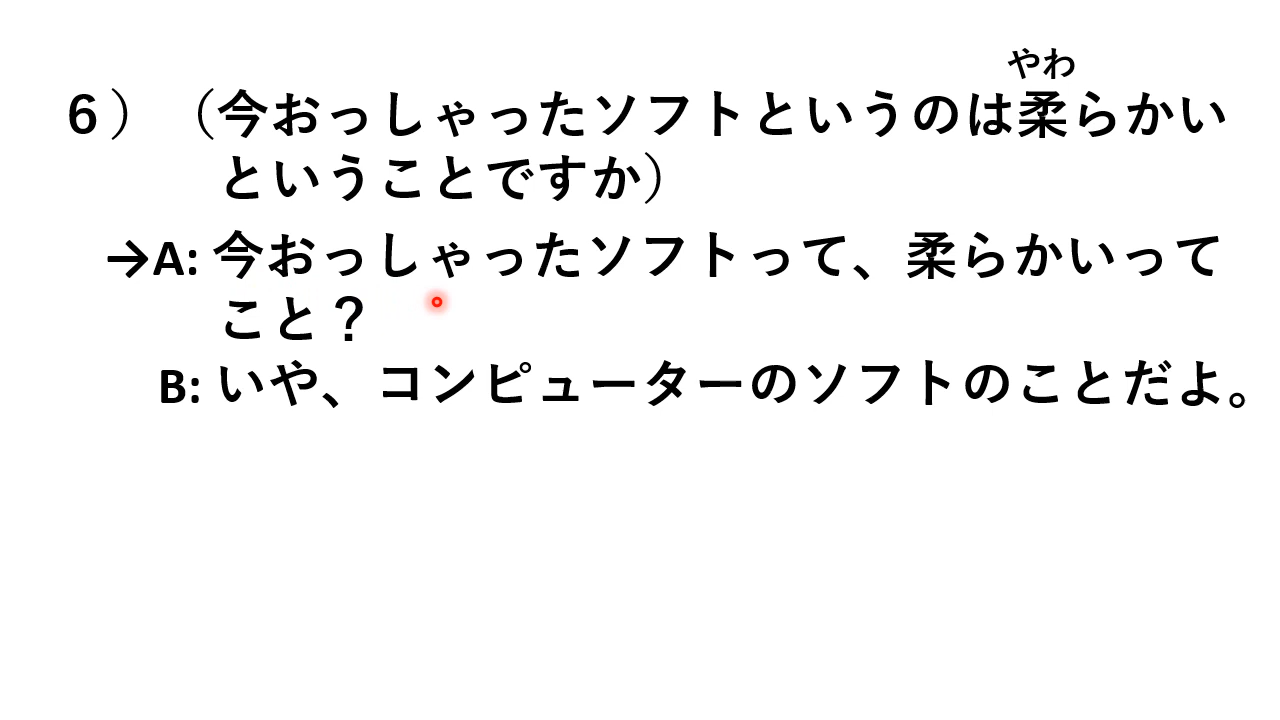 やわ
６）（今おっしゃったソフトというのは柔らかい
ということですか）
→A: 今おっしゃったソフトって、柔らかいって
こと？
B: いや、コンピューターのソフトのことだよ。